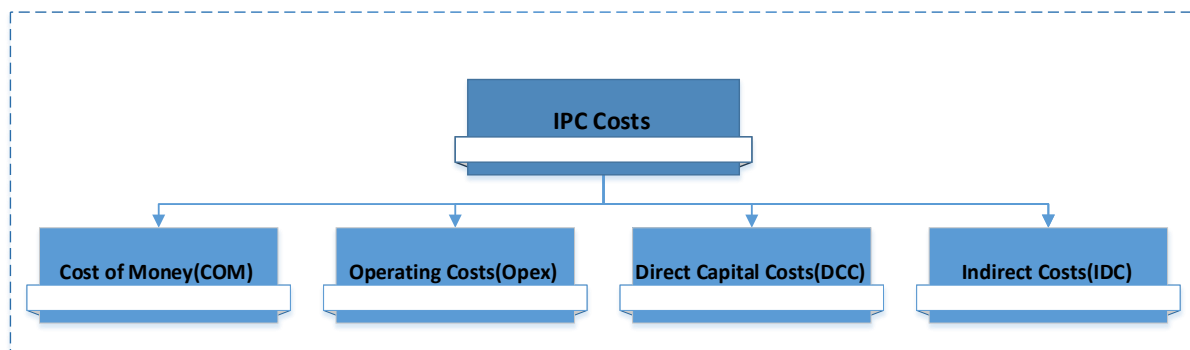 IPC Costs
Cost of Money(COM)
Operating Costs(Opex)
Direct Capital Costs(DCC)
Indirect Costs(IDC)